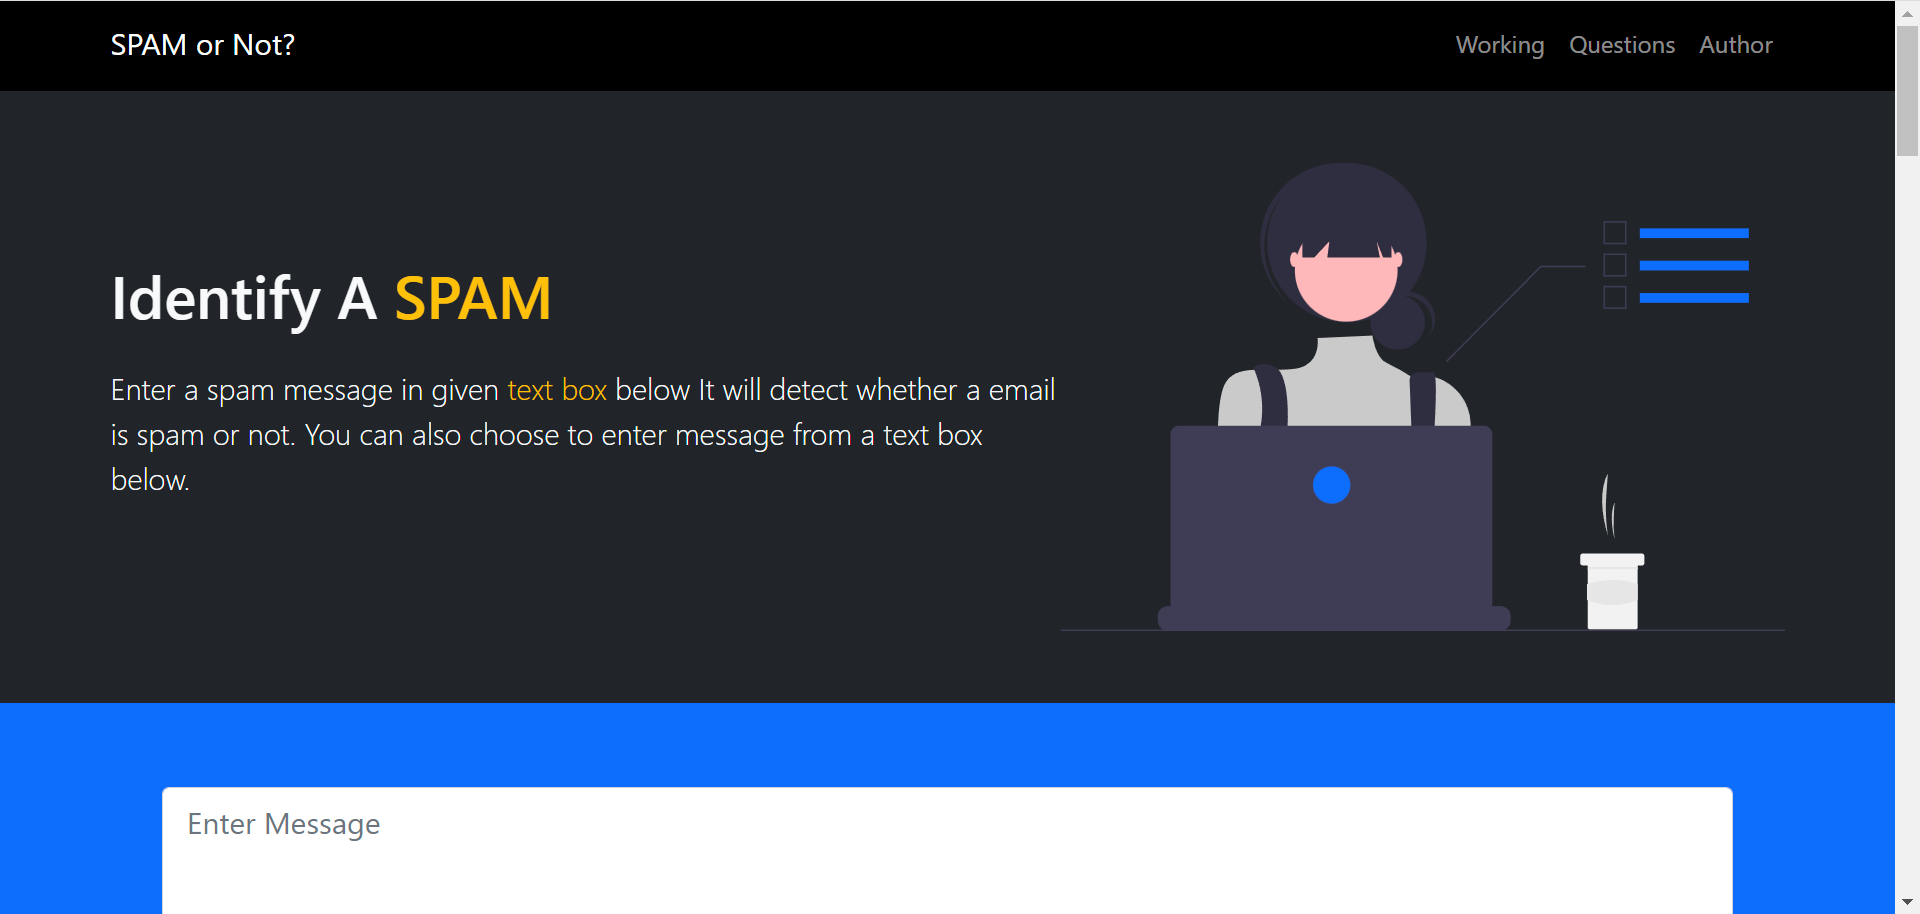 SPAM or Not?
Working Questions Author
Identify A SPAM
Enter a spam message in given text box below It will detect whether a email
is spam or not. You can also choose to enter message from a text box
below.
Enter Message